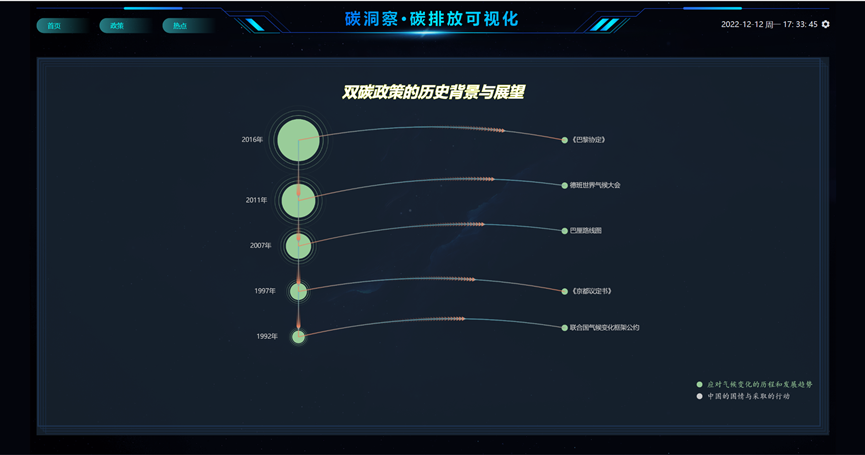 首页
政策
热点
碳洞察·碳排放可视化
2022-12-12 周一 17: 33: 45
双碳政策的历史背景与展望
2016年
《巴黎协定》
2011年
德班世界气候大会
2007年
巴厘路线图
1997年
《京都议定书》
1992年
联合国气候变化框架公约
应对气候变化的历程和发展趋势
中国的国情与采取的行动